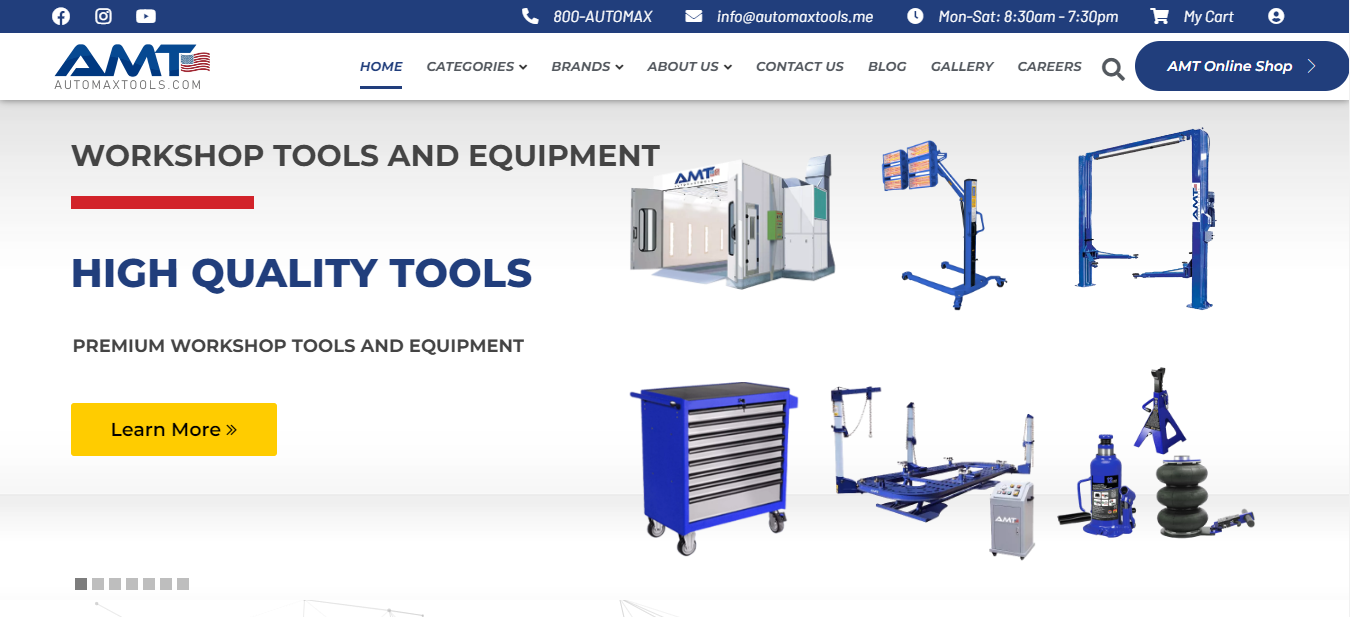 800-AUTOMAX info@automaxtools.me Mon-Sat: 8:30am - 7:30pm My Cart
AMT
AUTOMAXTOOLS.COM
HOME CATEGORIES BRANDS ABOUT US CONTACT US BLOG GALLERY CAREERS AMT Online Shop
WORKSHOP TOOLS AND EQUIPMENT
HIGH QUALITY TOOLS
PREMIUM WORKSHOP TOOLS AND EQUIPMENT
Learn More »
AMT
AMT
AMT